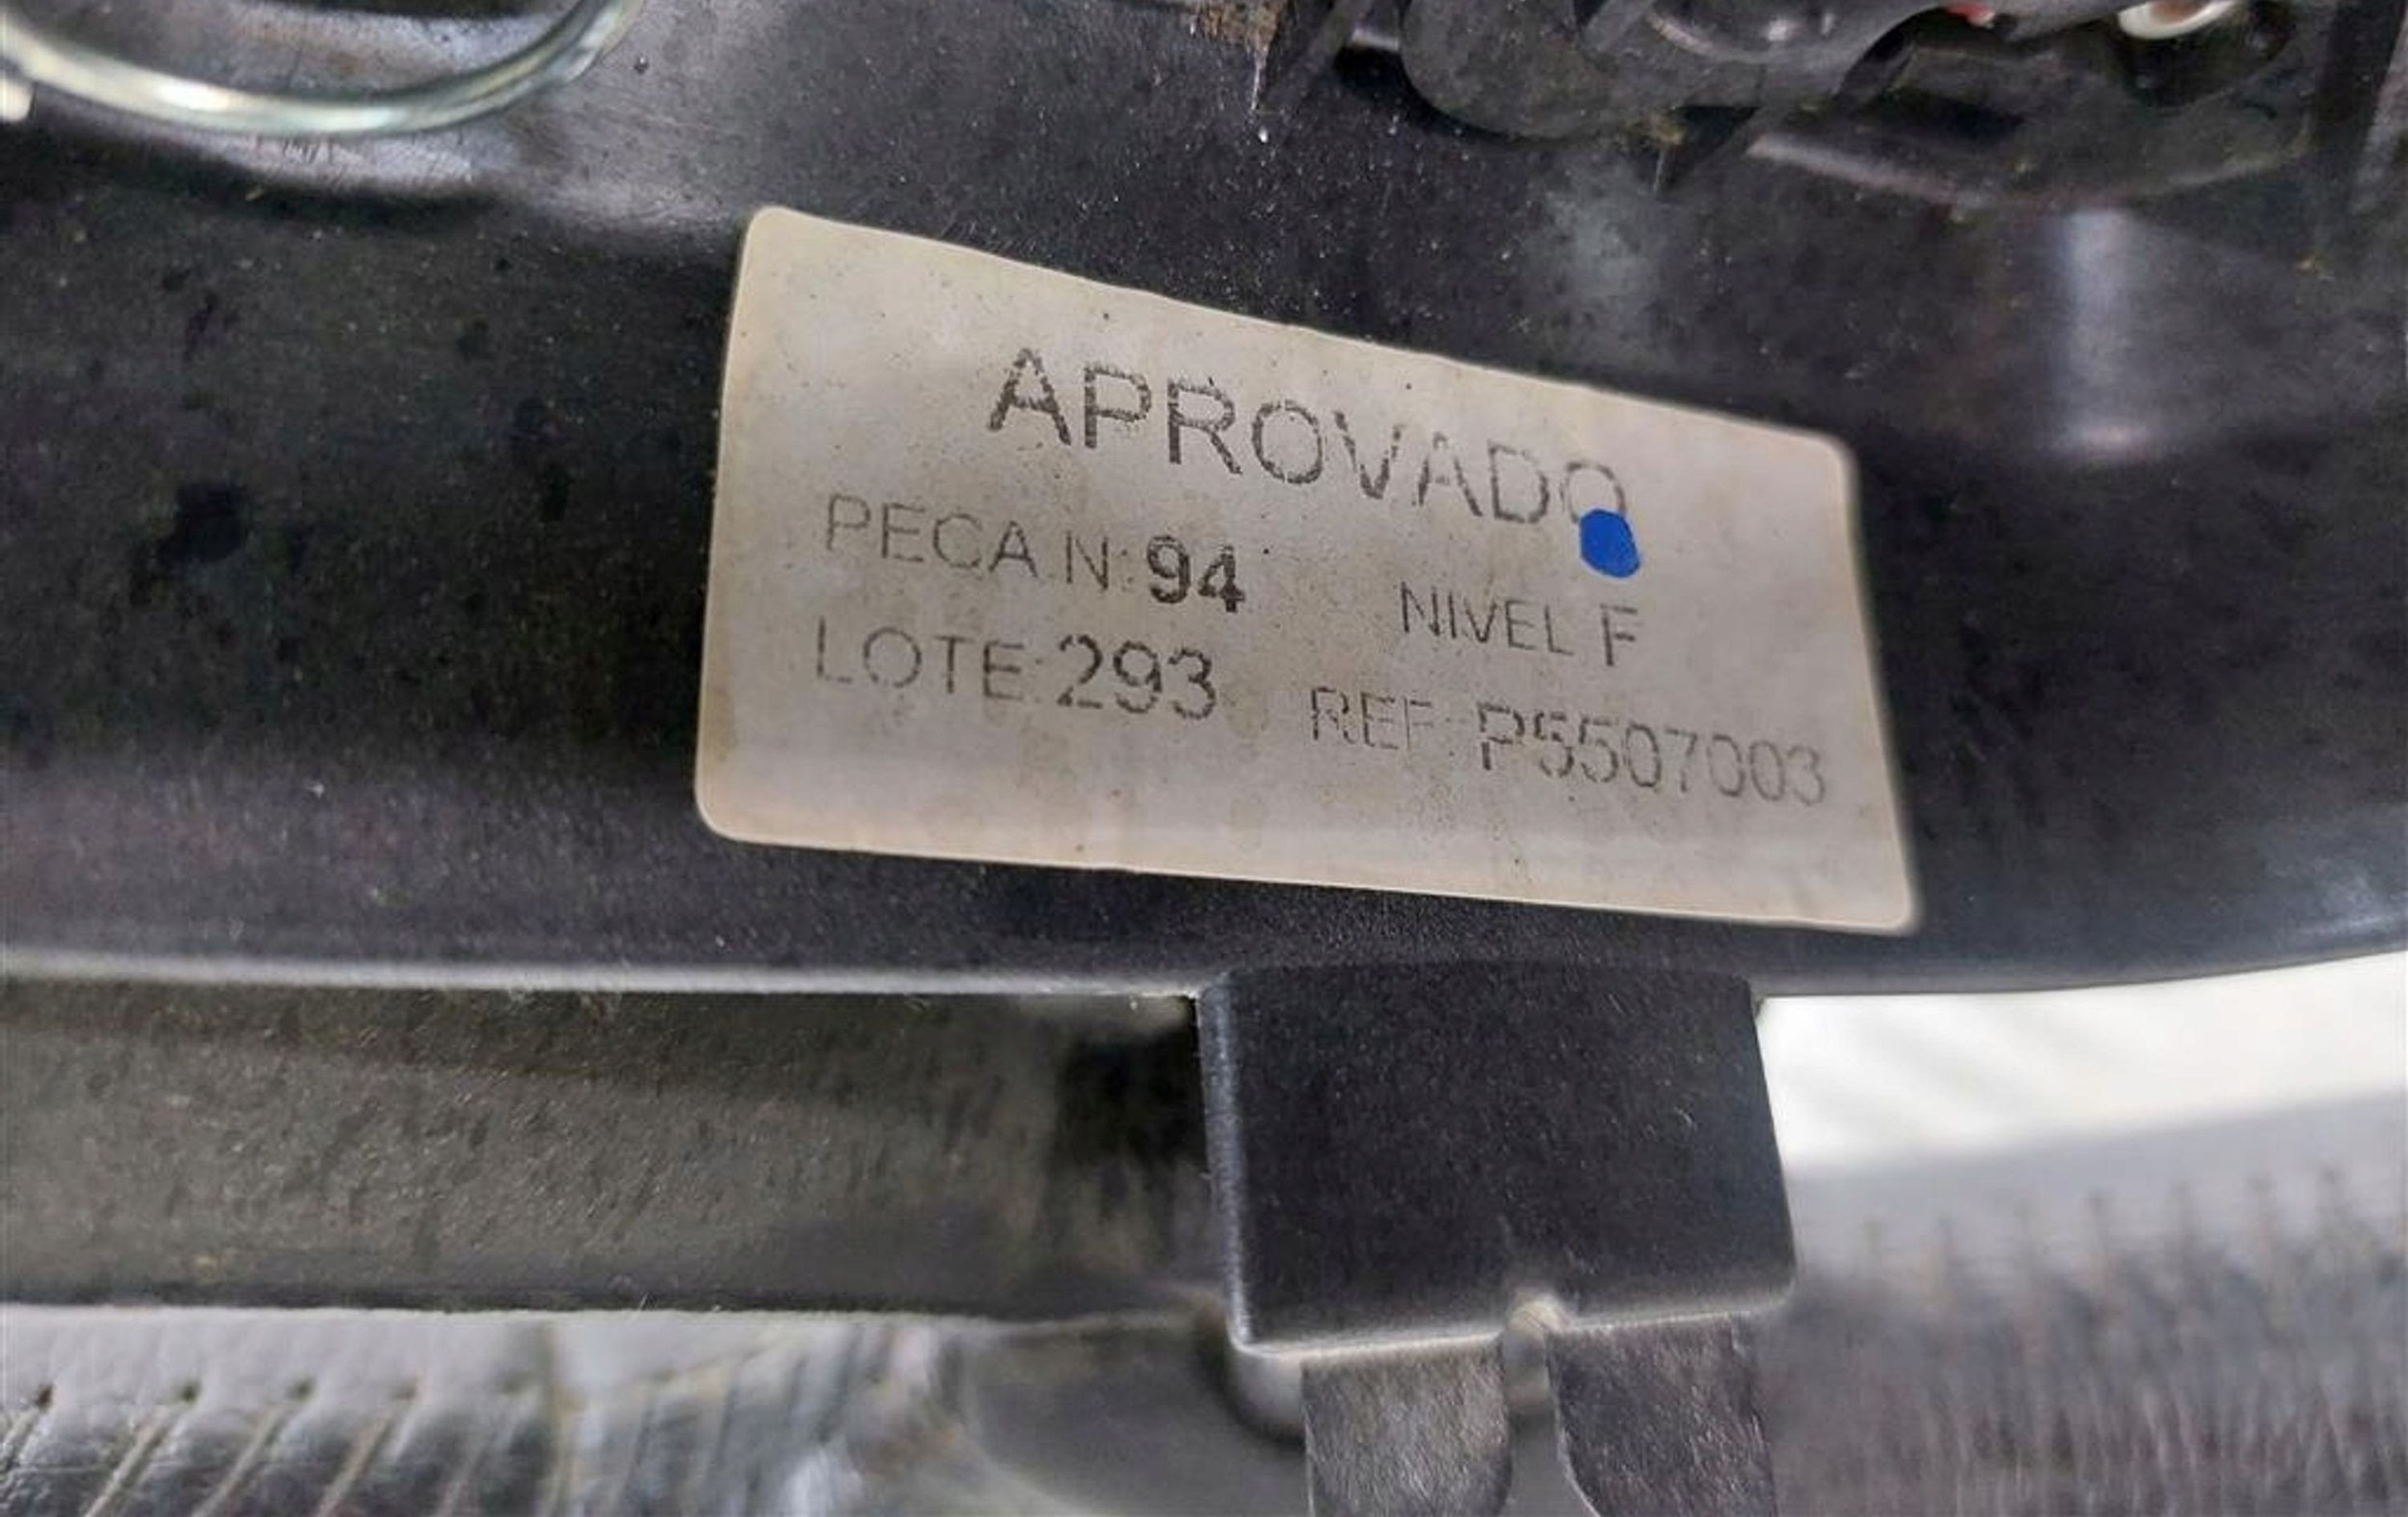 APROVADO
PECA N: 94 NIVEL F
LOTE: 293 REF: P5507003